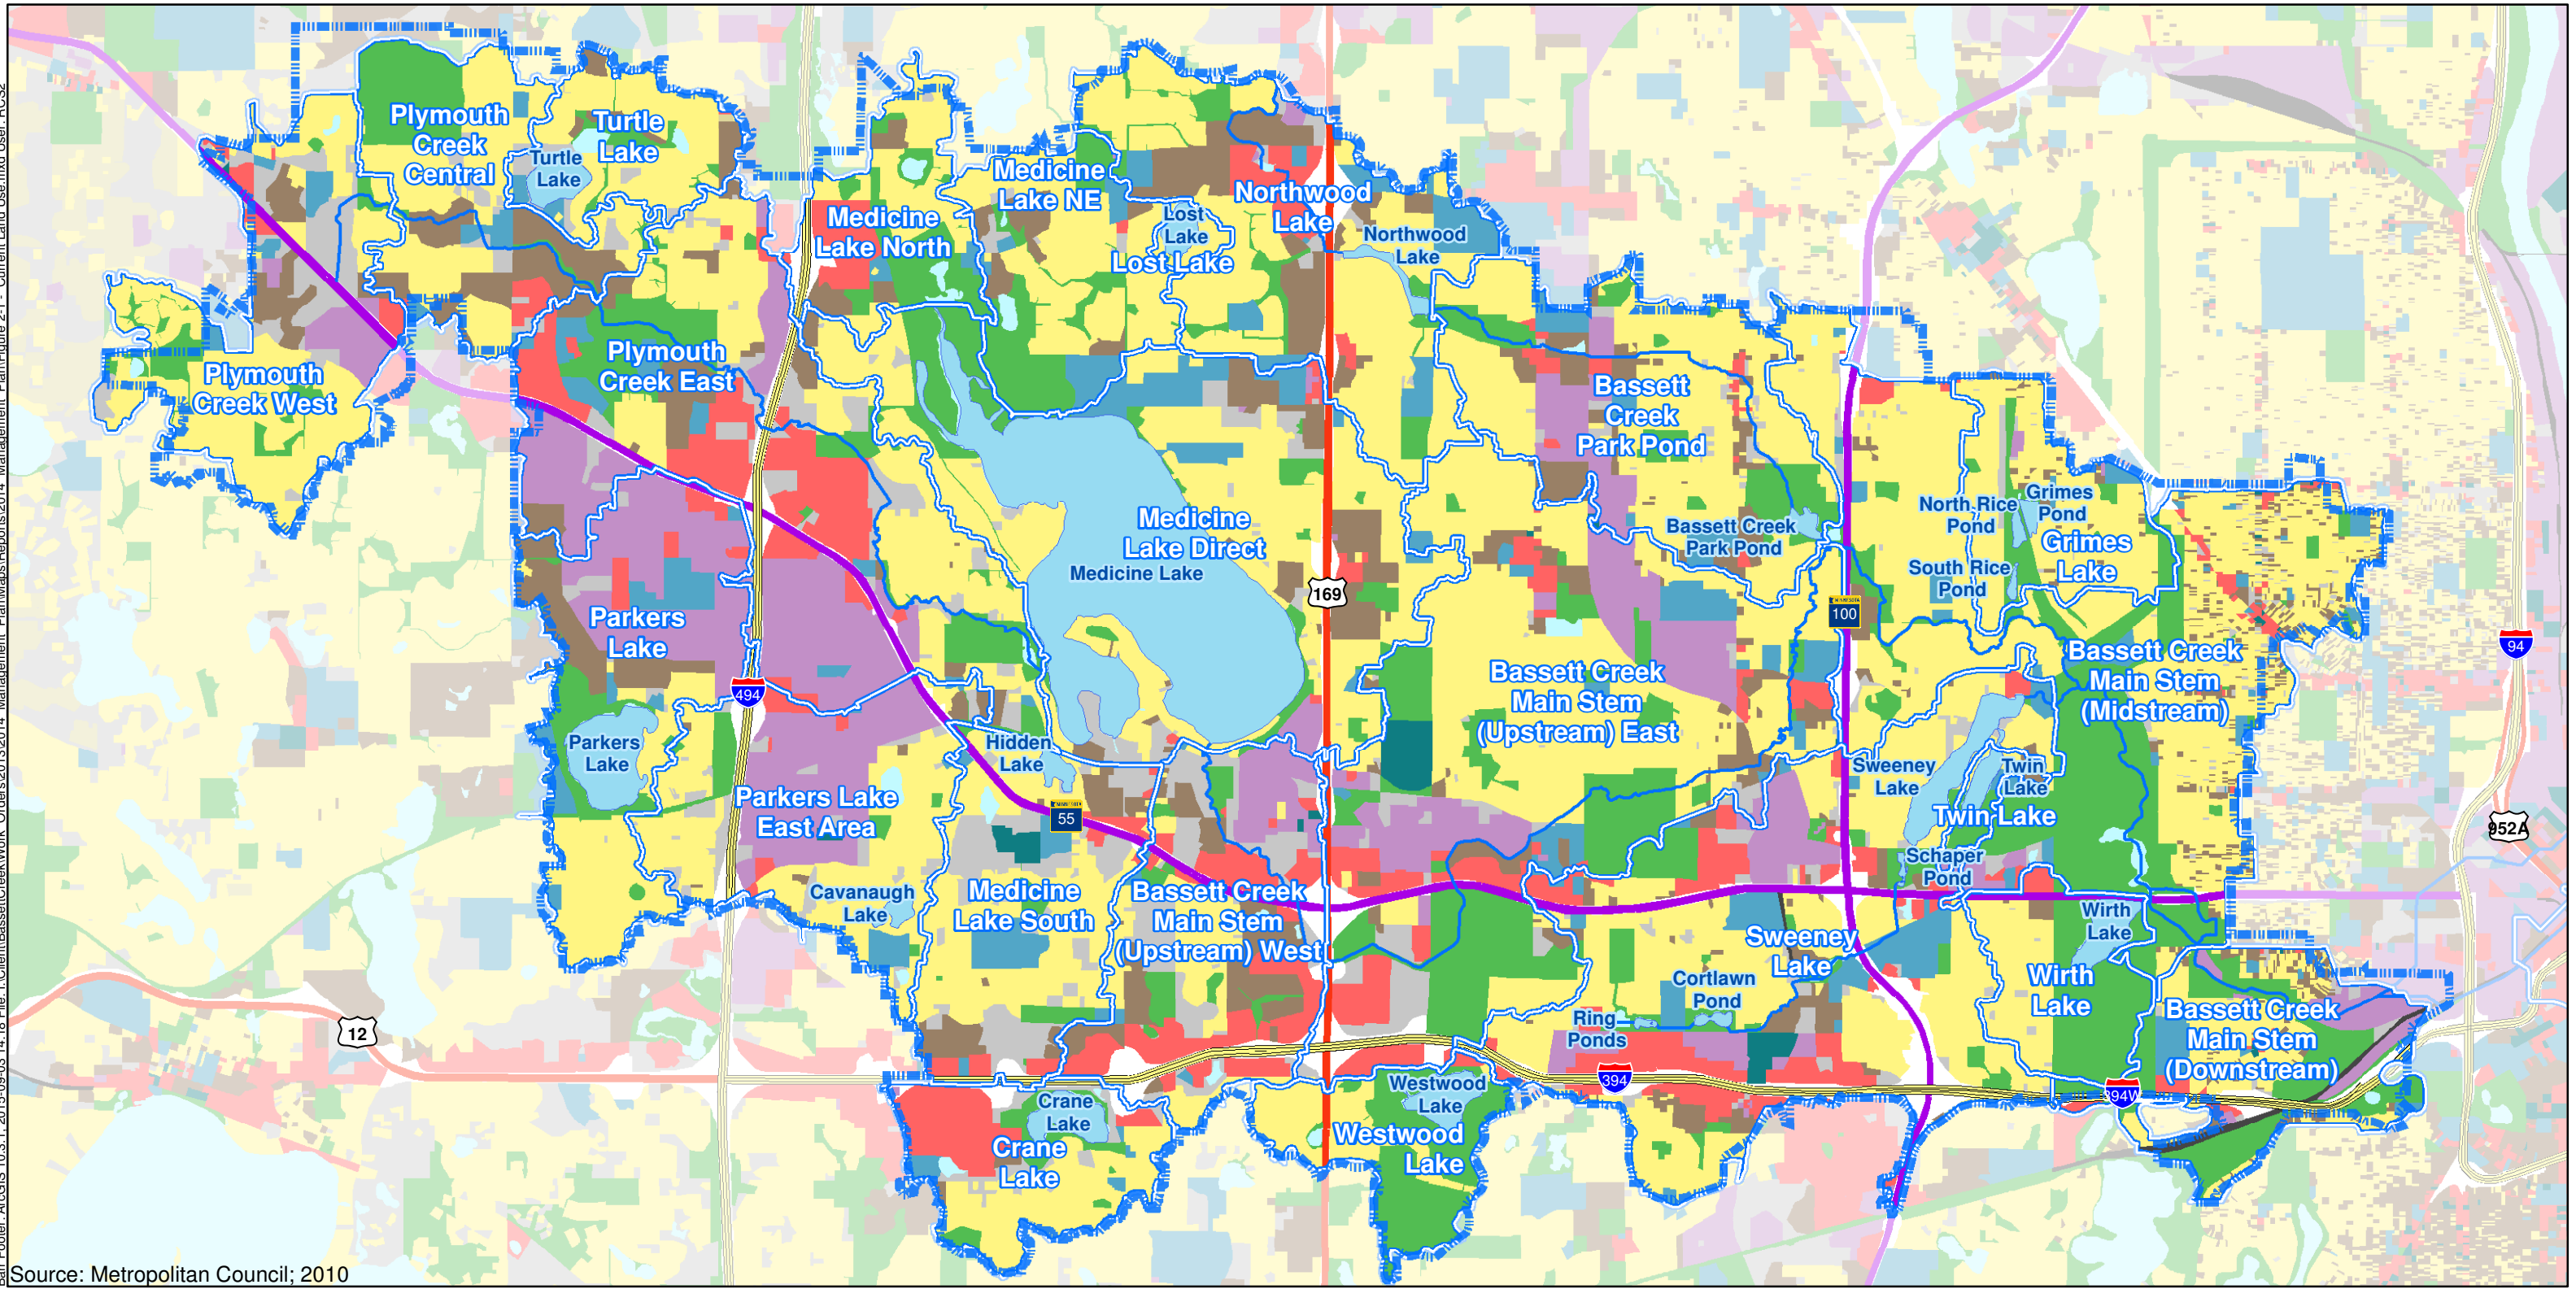 Plymouth
Creek
Central
Turtle
Lake
Turtle
Lake
Medicine
Lake NE
Medicine
Lake North
Lost
Lake
Lost Lake
Northwood
Lake
Northwood
Lake
Plymouth
Creek West
Plymouth
Creek East
Bassett
Creek
Park Pond
Bassett Creek
Park Pond
North Rice
Pond
Grimes
Pond
Grimes
Lake
South Rice
Pond
Medicine
Lake Direct
Medicine Lake
169
100
94
Parkers
Lake
494
Parkers
Lake
Bassett Creek
Main Stem
(Upstream) East
Bassett Creek
Main Stem
(Midstream)
Hidden
Lake
Sweeney
Lake
Twin
Lake
Twin Lake
Parkers Lake
East Area
55
952A
Schaper
Pond
Cavanaugh
Lake
Medicine
Lake South
Bassett Creek
Main Stem
(Upstream) West
Wirth
Lake
Sweeney
Lake
Cortlawn
Pond
Wirth
Lake
Ring
Ponds
Bassett Creek
Main Stem
(Downstream)
12
394
394W
Crane
Lake
Crane
Lake
Westwood
Lake
Westwood
Lake
Source: Metropolitan Council; 2010